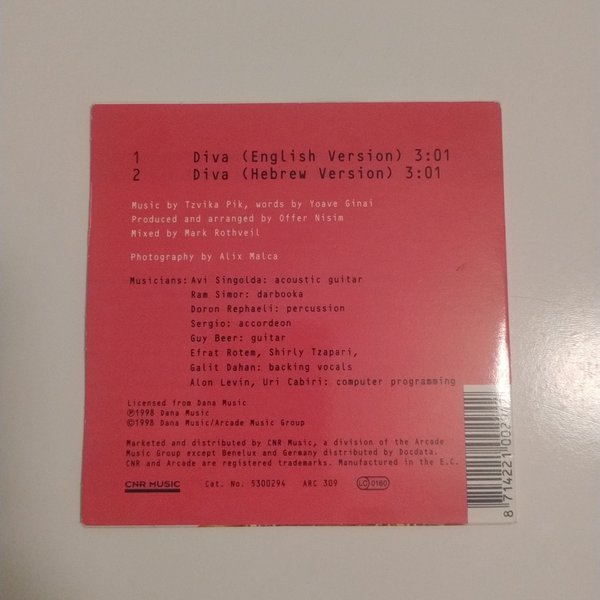 1 Diva (English Version) 3:01
2 Diva (Hebrew Version) 3:01
Music by Tzvika Pik, words by Yoave Ginai
Produced and arranged by Offer Nisim
Mixed by Mark Rothveil
Photography by Alix Malca
Musicians: Avi Singolda: acoustic guitar
Ram Simor: darbooka
Doron Rephaeli: percussion
Sergio: accordeon
Guy Beer: guitar
Efrat Rotem, Shirly Tzapari,
Galit Dahan: backing vocals
Alon Levin, Uri Cabiri: computer programming
Licensed from Dana Music
℗1998 Dana Music
©1998 Dana Music/Arcade Music Group
Marketed and distributed by CNR Music, a division of the Arcade
Music Group except Benelux and Germany distributed by Docdata.
CNR and Arcade are registered trademarks. Manufactured in the E.C.
CNR MUSIC Cat. No. 5300294 ARC 309 LC 0160